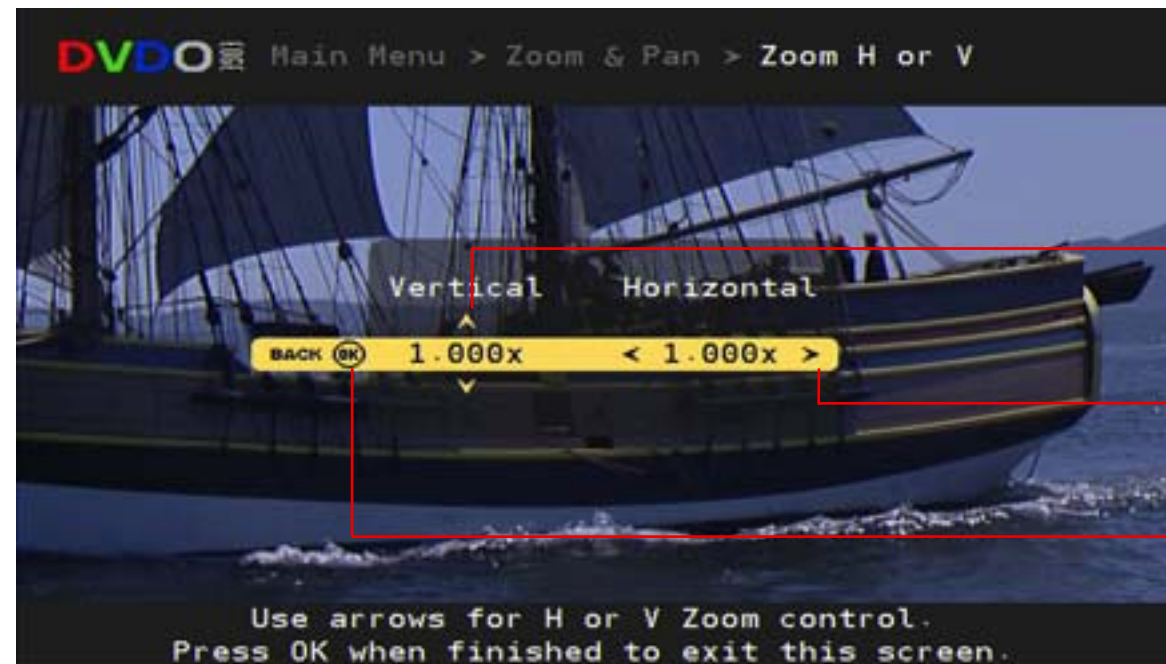 DVDO Main Menu > Zoom & Pan > Zoom H or V
Vertical Horizontal
BACK OK 1.000x < 1.000x >
Use arrows for H or V Zoom control.
Press OK when finished to exit this screen.